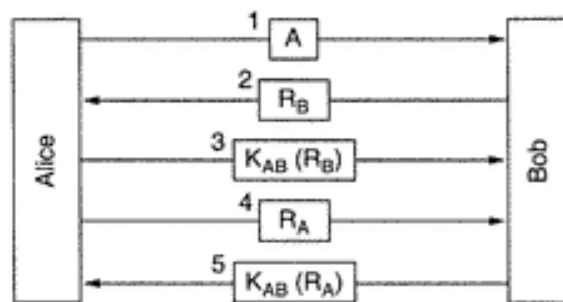 Alice
1 A
2 R_B
3 K_AB (R_B)
4 R_A
5 K_AB (R_A)
Bob